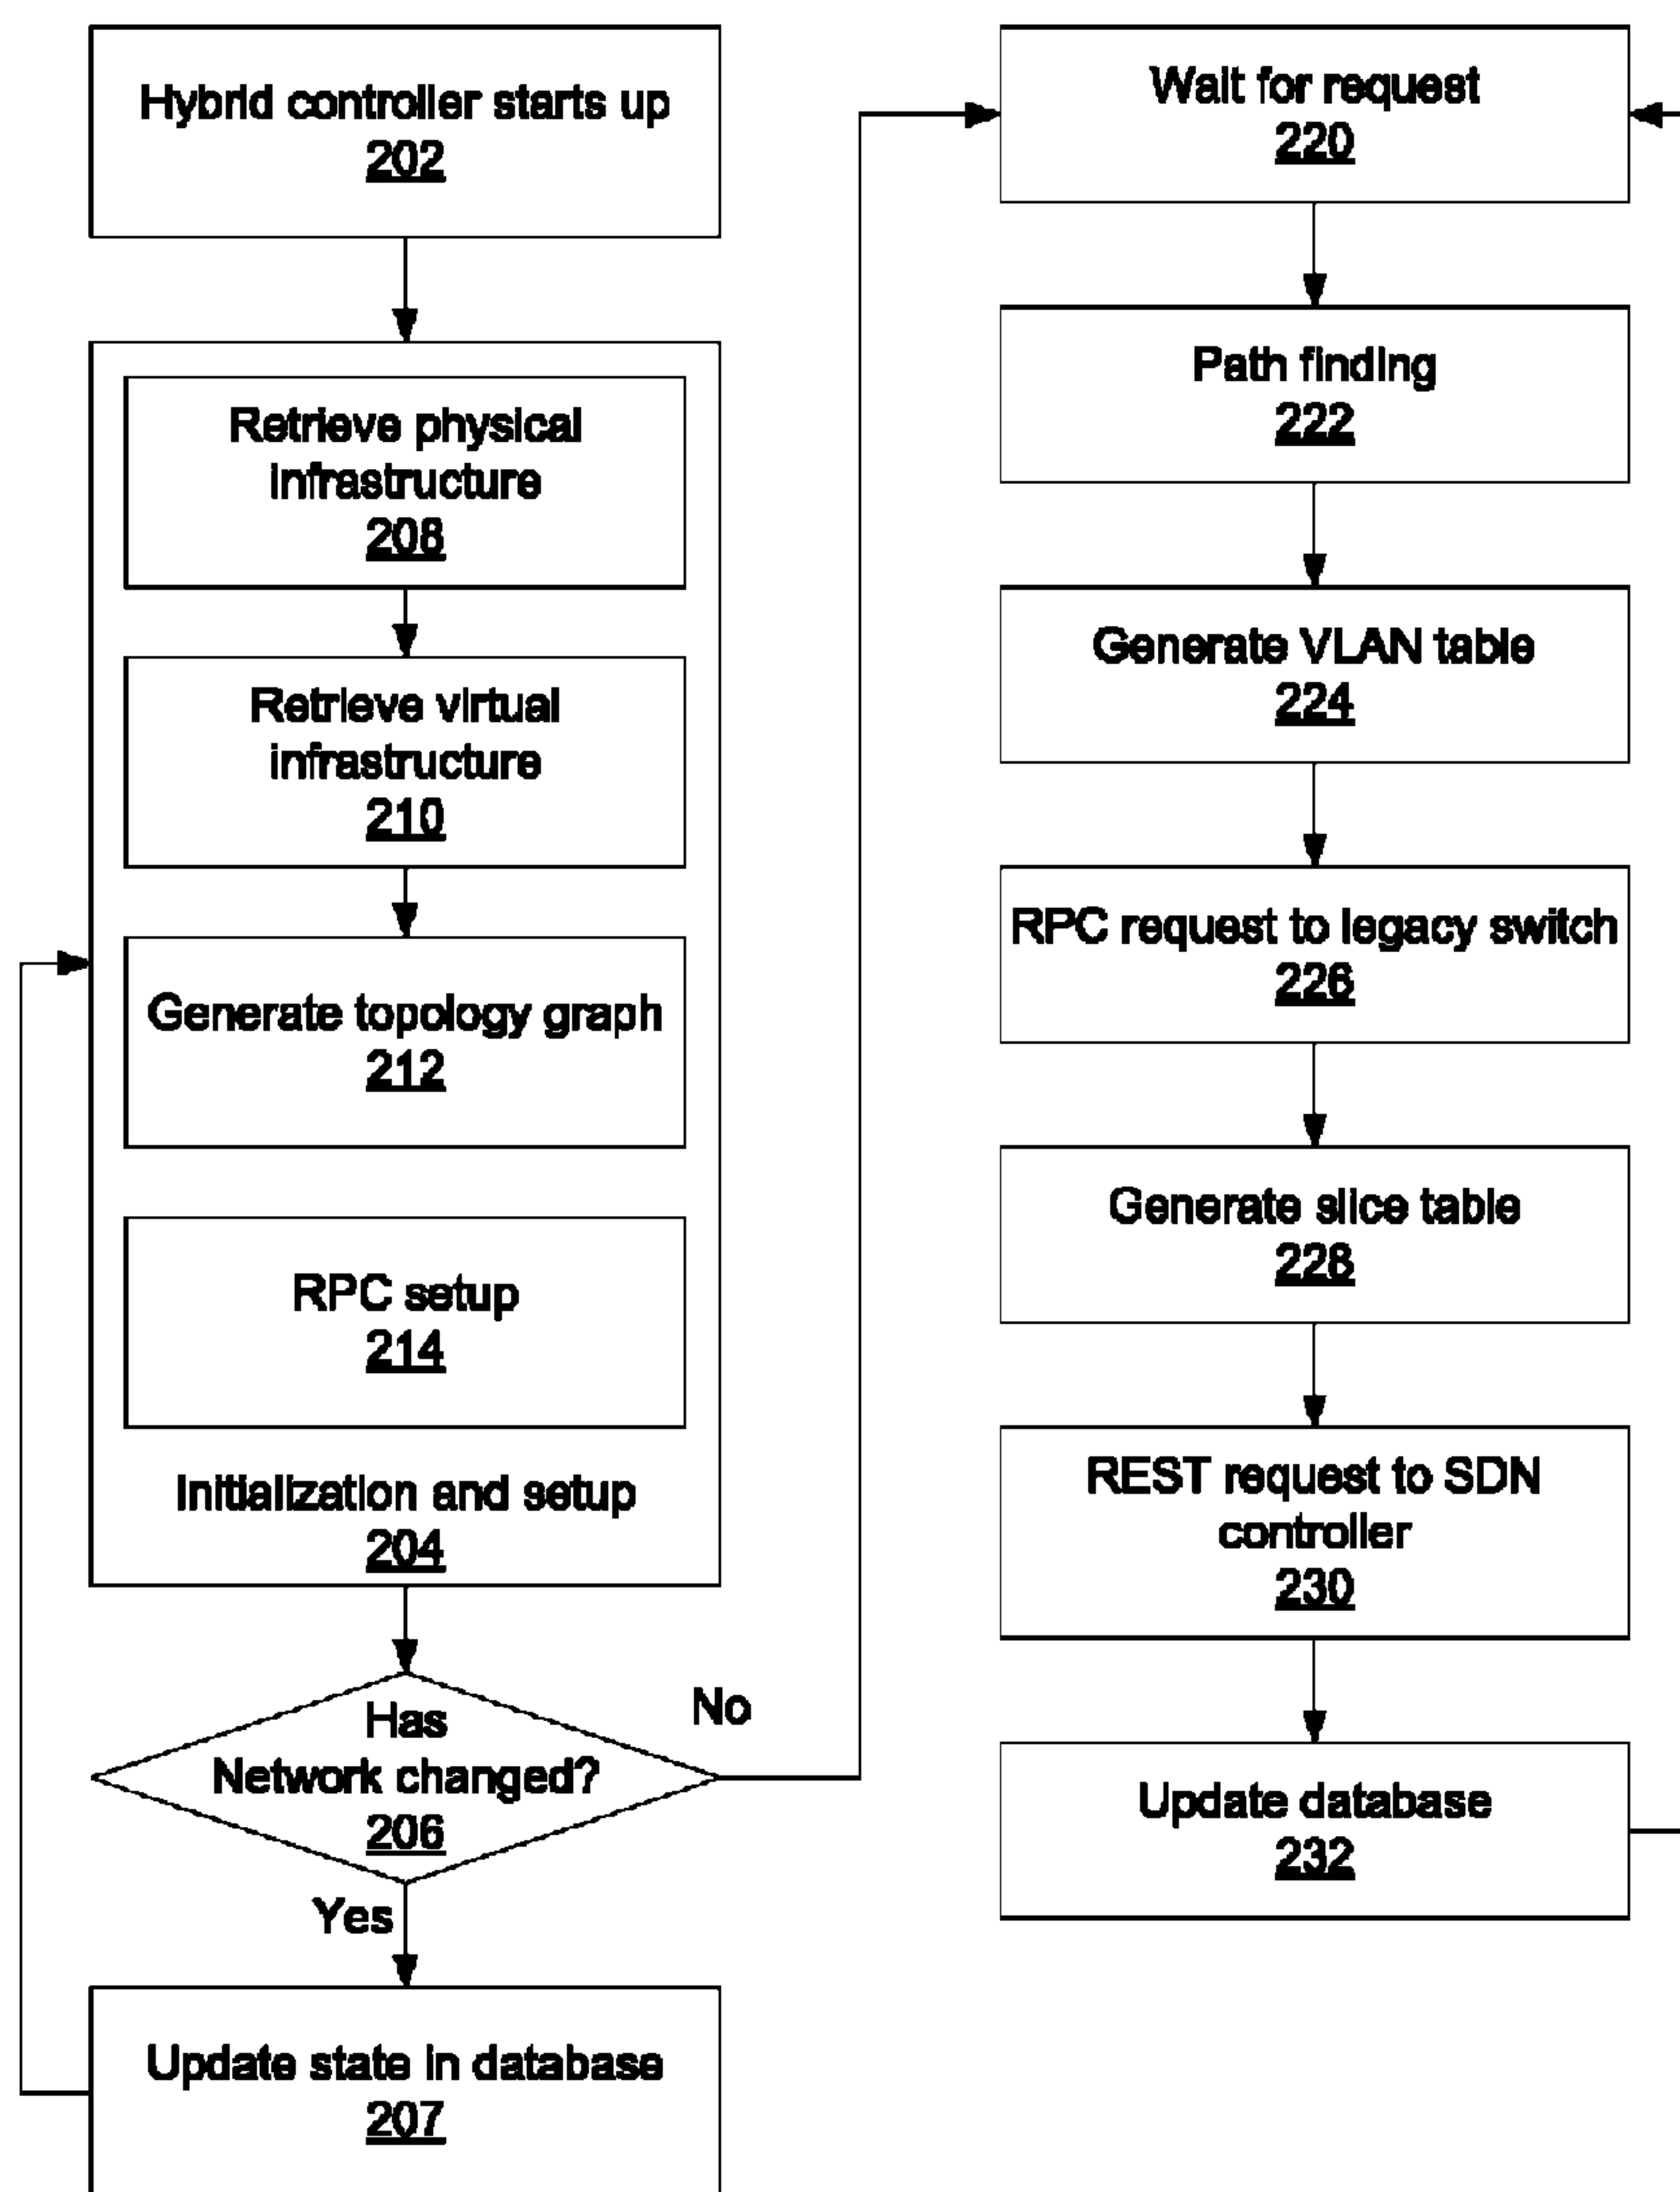 Hybrid controller starts up
202
Retrieve physical
infrastructure
208
Retrieve virtual
infrastructure
210
Generate topology graph
212
RPC setup
214
Initialization and setup
204
Has
Network changed?
206
No
Yes
Update state in database
207
Wait for request
220
Path finding
222
Generate VLAN table
224
RPC request to legacy switch
226
Generate slice table
228
REST request to SDN
controller
230
Update database
232